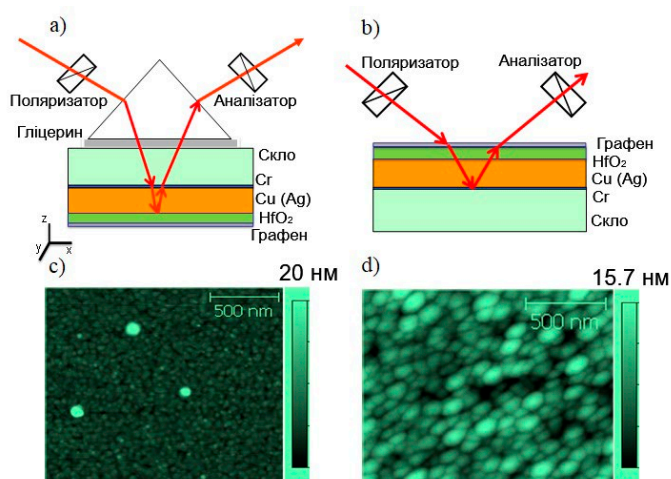 a)
Поляризатор
Аналізатор
Гліцерин
Скло
Cr
Cu (Ag)
HfO₂
Графен
z
y
x
b)
Поляризатор
Аналізатор
Графен
HfO₂
Cu (Ag)
Cr
Скло
c)
20 нм
500 nm
d)
15.7 нм
500 nm